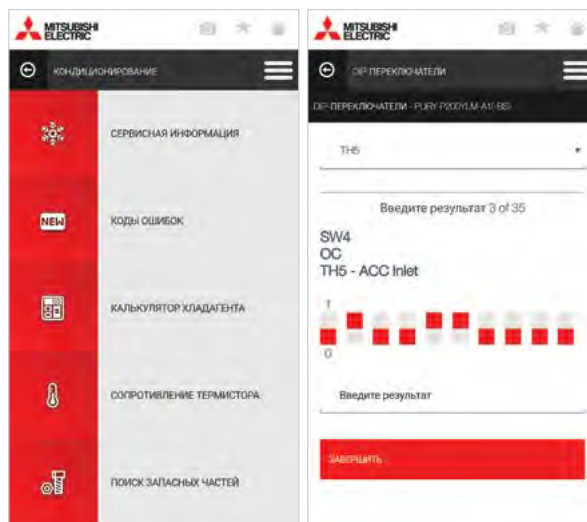 MITSUBISHI
ELECTRIC
КОНДИЦИОНИРОВАНИЕ
СЕРВИСНАЯ ИНФОРМАЦИЯ
NEW
КОДЫ ОШИБОК
КАЛЬКУЛЯТОР ХЛАДАГЕНТА
СОПРОТИВЛЕНИЕ ТЕРМИСТОРА
ПОИСК ЗАПАСНЫХ ЧАСТЕЙ
MITSUBISHI
ELECTRIC
DIP-ПЕРЕКЛЮЧАТЕЛИ
DIP-ПЕРЕКЛЮЧАТЕЛИ - PURY-P200YLM-A1(-BS)
TH5
Введите результат 3 of 35
SW4
OC
TH5 - ACC Inlet
1
0
Введите результат
ЗАВЕРШИТЬ